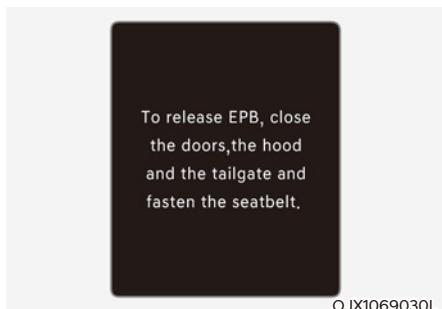 To release EPB, close
the doors,the hood
and the tailgate and
fasten the seatbelt.
OJX1069030L